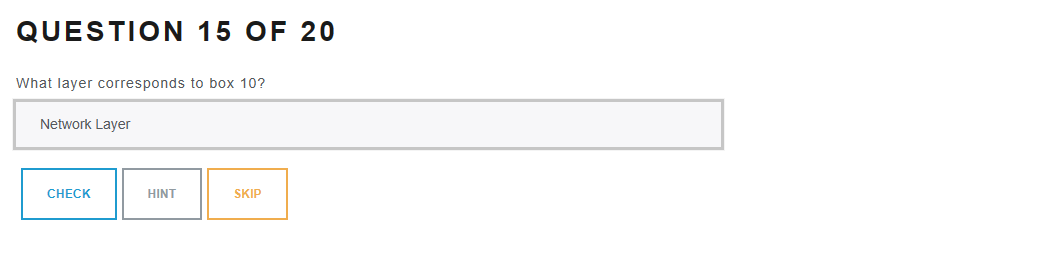 QUESTION 15 OF 20
What layer corresponds to box 10?
Network Layer
CHECK HINT SKIP